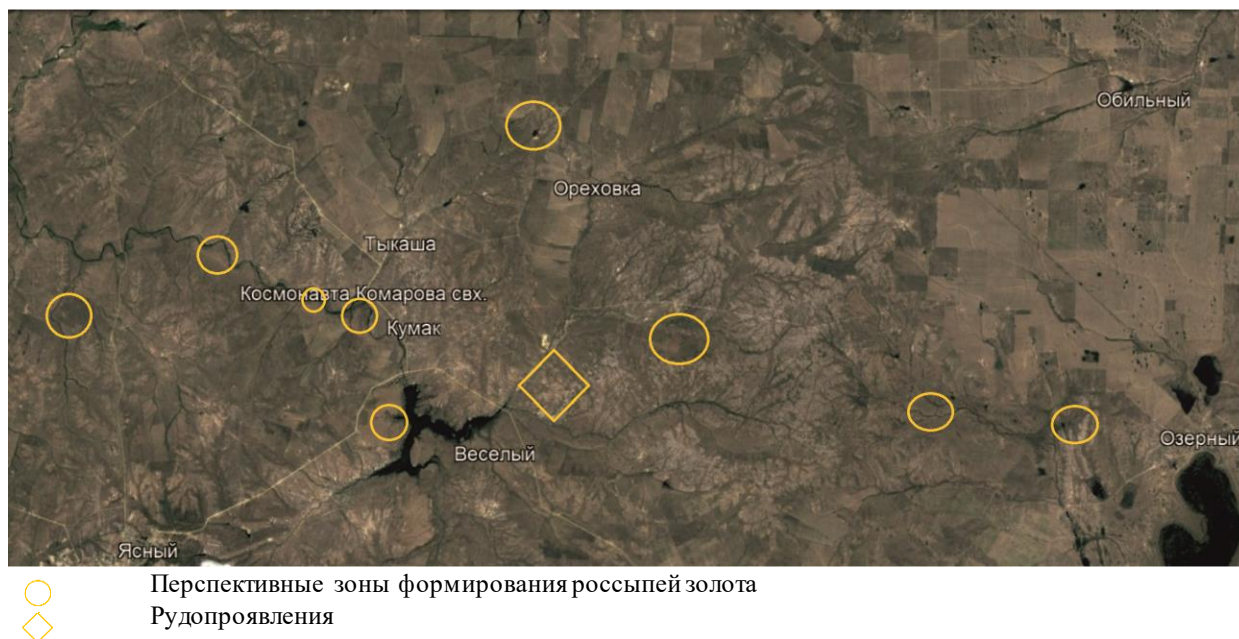 Обильный
Ореховка
Тыкаша
Космонавта Комарова свх.
Кумак
Веселый
Озерный
Ясный
Перспективные зоны формирования россыпей золота
Рудопроявления